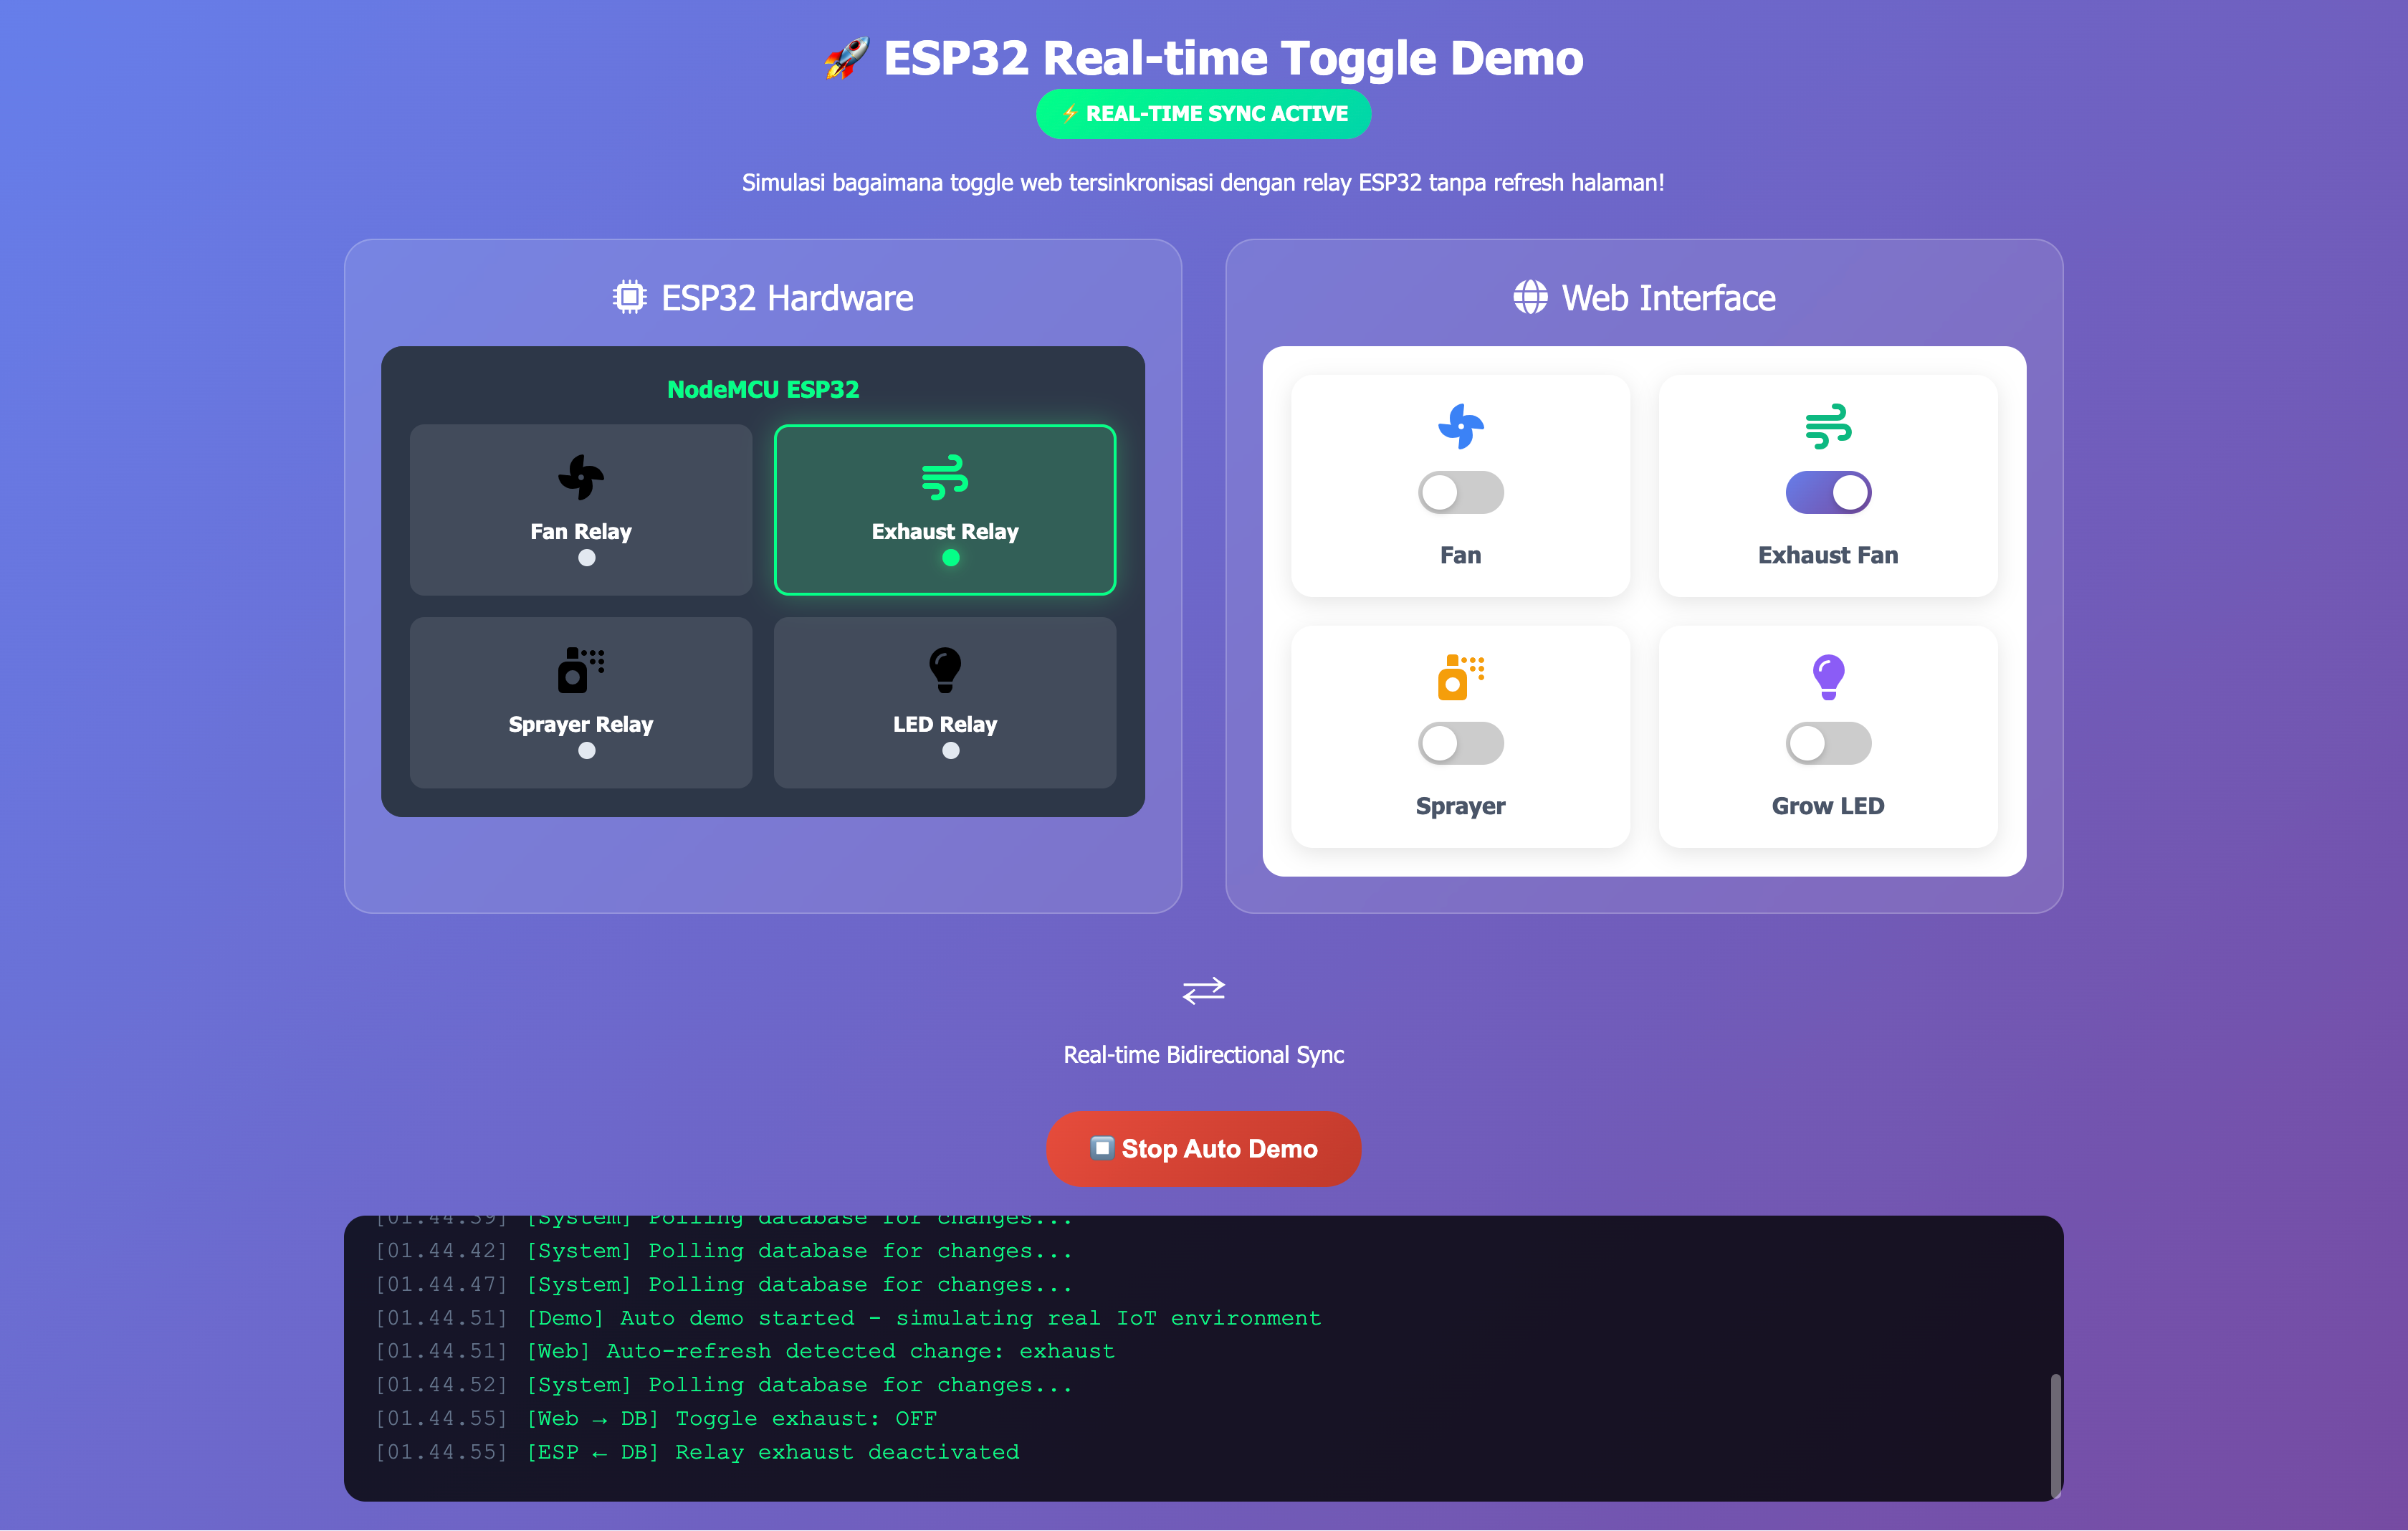 🚀 ESP32 Real-time Toggle Demo
⚡ REAL-TIME SYNC ACTIVE
Simulasi bagaimana toggle web tersinkronisasi dengan relay ESP32 tanpa refresh halaman!
ESP32 Hardware
NodeMCU ESP32
Fan Relay
Exhaust Relay
Sprayer Relay
LED Relay
Web Interface
Fan
Exhaust Fan
Sprayer
Grow LED
Real-time Bidirectional Sync
⏹️ Stop Auto Demo
[01.44.39] [System] Polling database for changes...
[01.44.42] [System] Polling database for changes...
[01.44.47] [System] Polling database for changes...
[01.44.51] [Demo] Auto demo started - simulating real IoT environment
[01.44.51] [Web] Auto-refresh detected change: exhaust
[01.44.52] [System] Polling database for changes...
[01.44.55] [Web → DB] Toggle exhaust: OFF
[01.44.55] [ESP ← DB] Relay exhaust deactivated